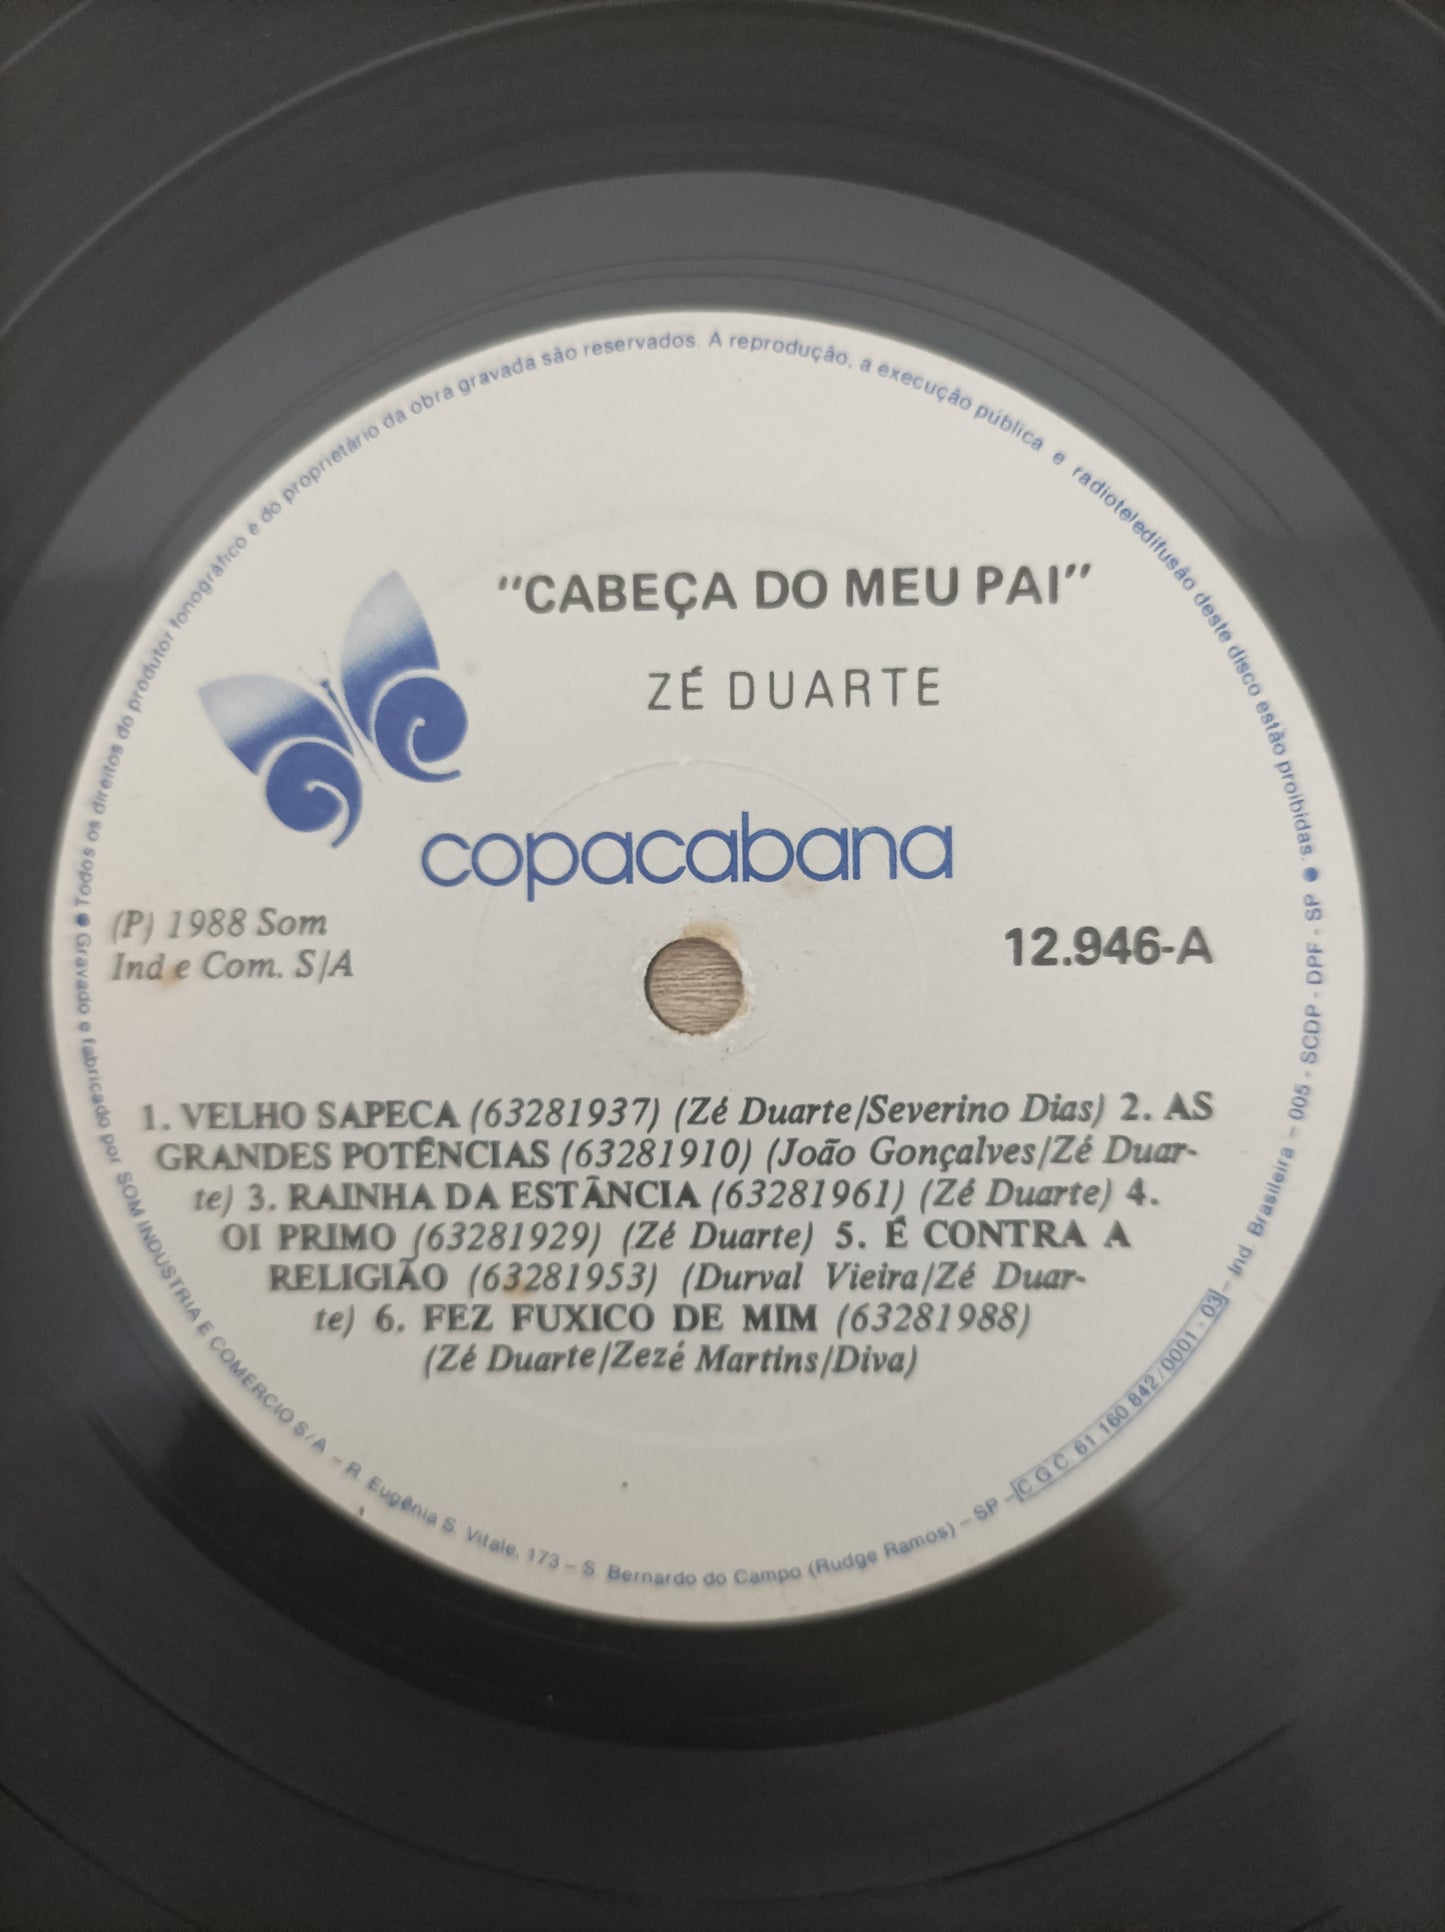 "CABEÇA DO MEU PAI"
ZÉ DUARTE
copacabana
(P) 1988 Som
Ind e Com. S/A
12.946-A
1. VELHO SAPECA (63281937) (Zé Duarte/Severino Dias) 2. AS
GRANDES POTÊNCIAS (63281910) (João Gonçalves/Zé Duar-
te) 3. RAINHA DA ESTÂNCIA (63281961) (Zé Duarte) 4.
OI PRIMO (63281929) (Zé Duarte) 5. É CONTRA A
RELIGIÃO (63281953) (Durval Vieira/Zé Duar-
te) 6. FEZ FUXICO DE MIM (63281988)
(Zé Duarte/Zezé Martins/Diva)
● Todos os direitos do produtor fonográfico e do proprietário da obra gravada são reservados. A reprodução, a execução pública e radioteledifusão deste disco estão proibidas. ●
Gravado e fabricado por SOM INDÚSTRIA E COMERCIO S/A – R. Eugênia S. Vitale, 173 – S. Bernardo do Campo (Rudge Ramos) – SP – C.G.C. 61.160.842/0001-03 – Ind. Brasileira – 005 - SCDP - DPF - SP